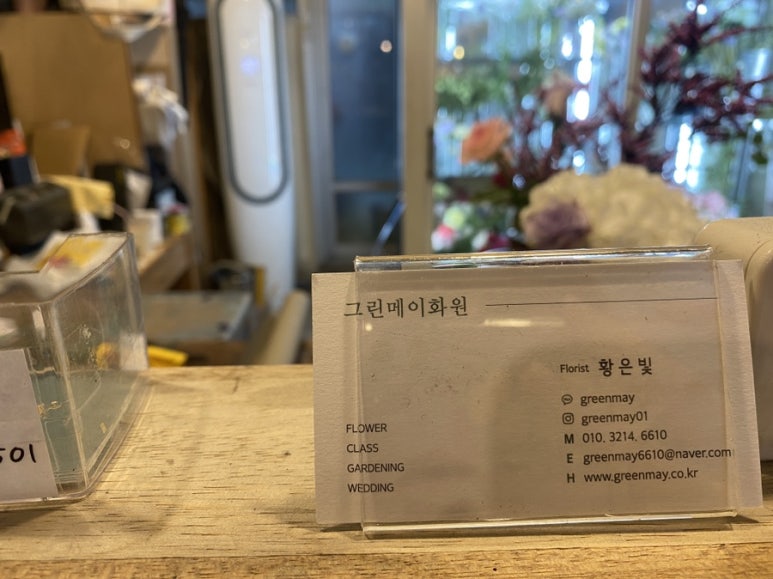 그린메이화원
Florist 황은빛
greenmay
greenmay01
M 010. 3214. 6610
E greenmay6610@naver.com
H www.greenmay.co.kr
FLOWER
CLASS
GARDENING
WEDDING
501